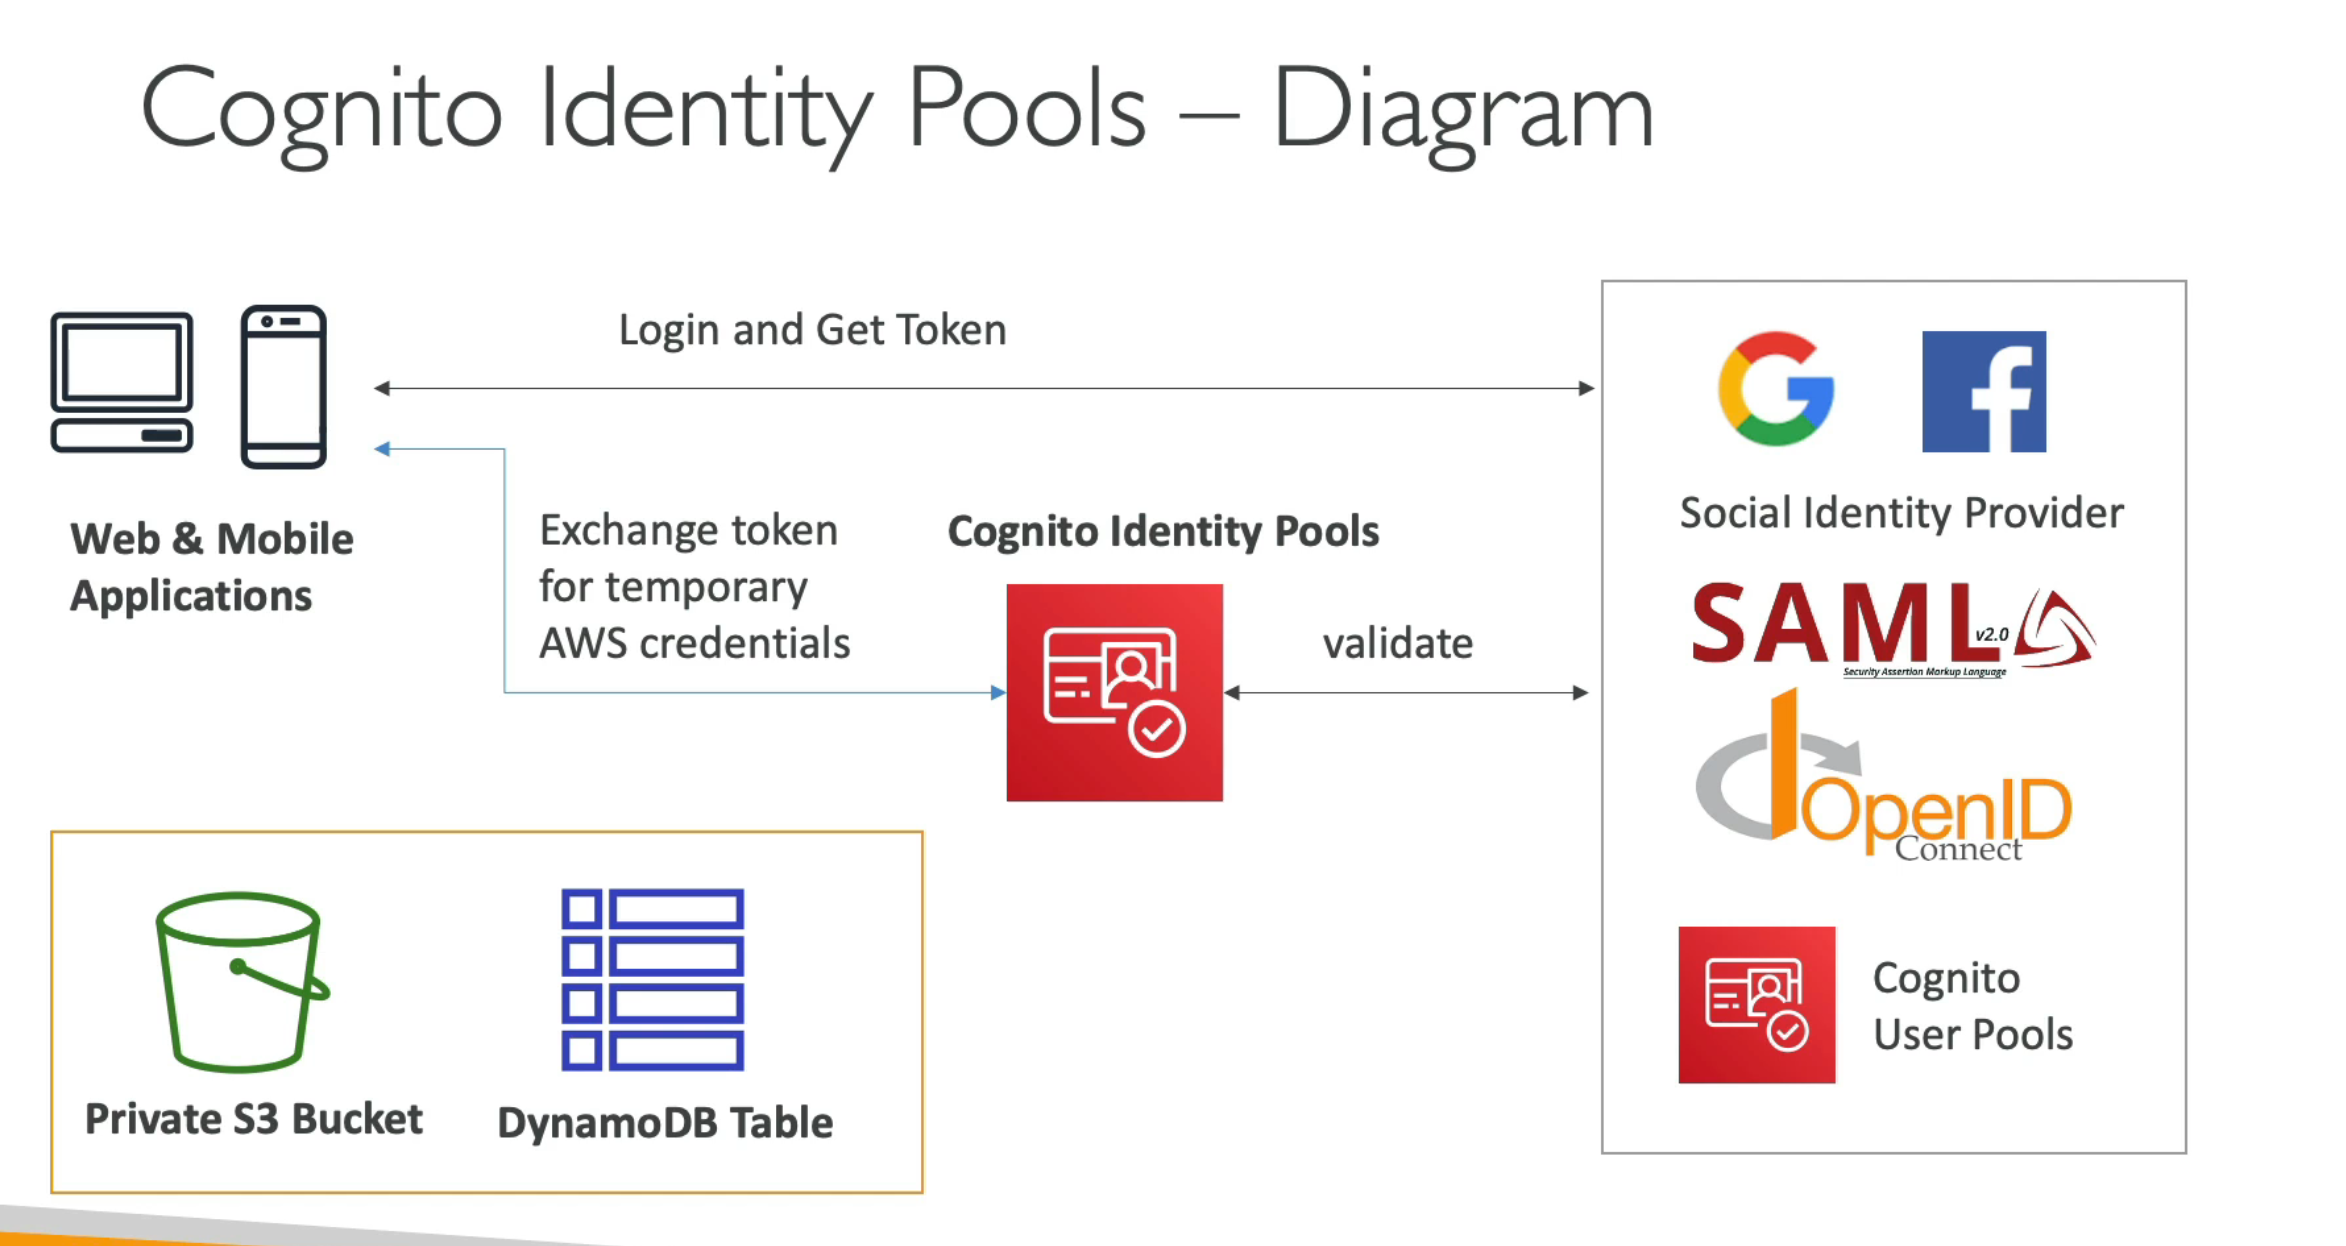 Cognito Identity Pools – Diagram
Login and Get Token
Web & Mobile
Applications
Exchange token
for temporary
AWS credentials
Cognito Identity Pools
validate
Social Identity Provider
SAML v2.0
Security Assertion Markup Language
OpenID
Connect
Cognito
User Pools
Private S3 Bucket
DynamoDB Table